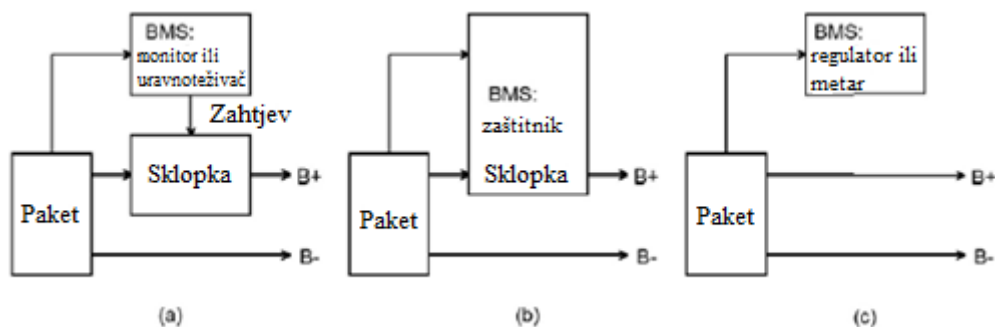 BMS:
monitor ili
uravnoteživač
Zahtjev
Sklopka
Paket
B+
B-
(a)
BMS:
zaštitnik
Sklopka
Paket
B+
B-
(b)
BMS:
regulator ili
metar
Paket
B+
B-
(c)